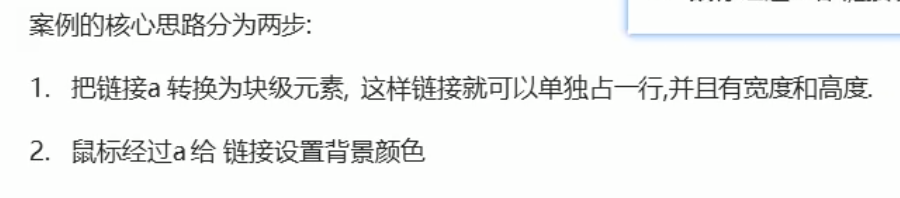 案例的核心思路分为两步:
1. 把链接a 转换为块级元素, 这样链接就可以单独占一行,并且有宽度和高度.
2. 鼠标经过a 给 链接设置背景颜色